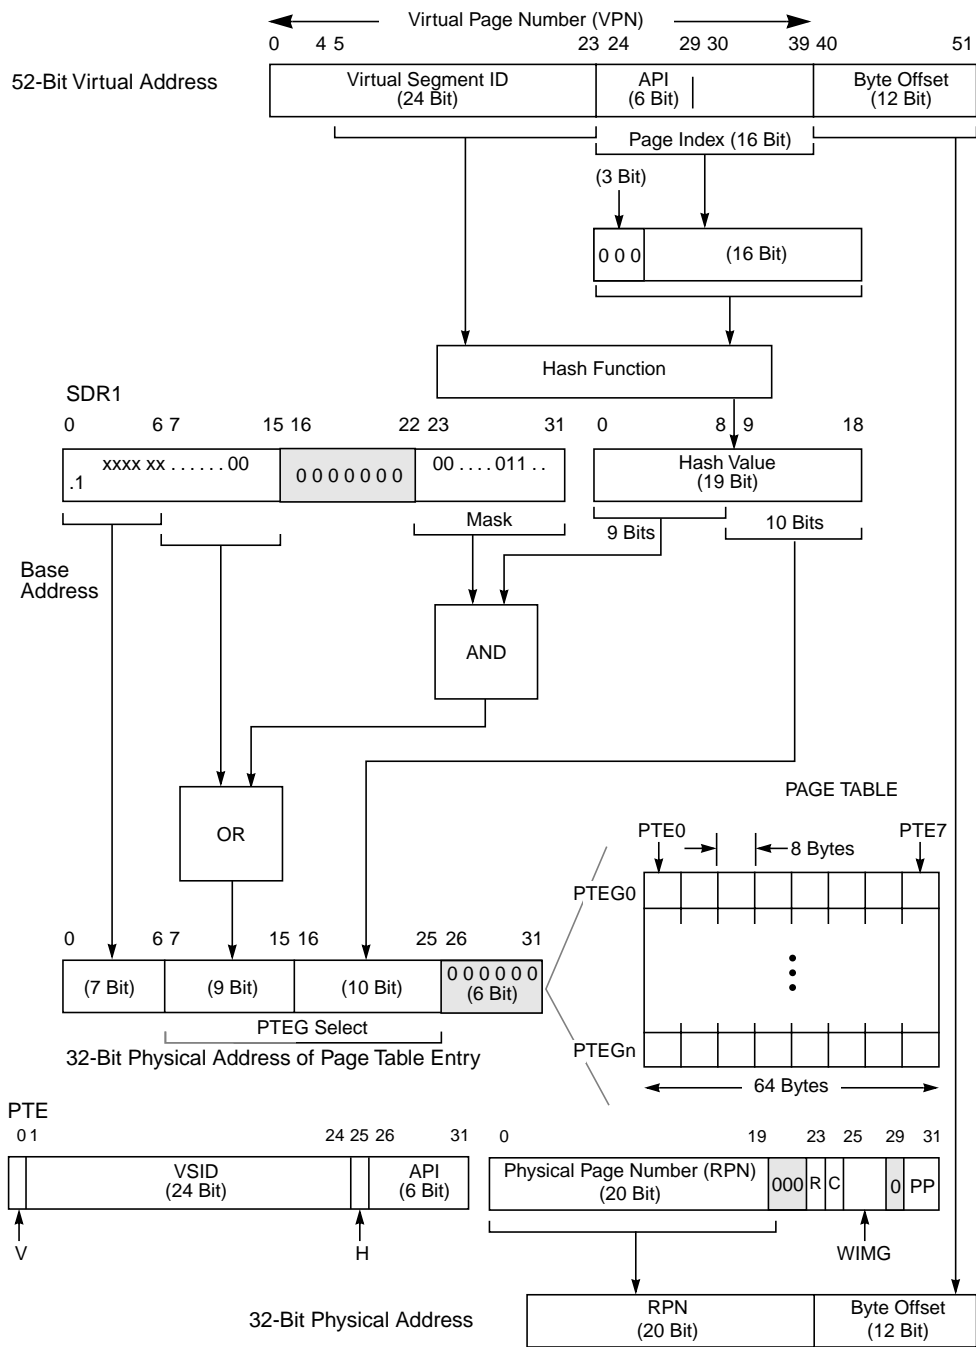 Virtual Page Number (VPN)
0 4 5 23 24 29 30 39 40 51
52-Bit Virtual Address
Virtual Segment ID
(24 Bit)
API
(6 Bit)
Byte Offset
(12 Bit)
Page Index (16 Bit)
(3 Bit)
0 0 0
(16 Bit)
Hash Function
SDR1
0 6 7 15 16 22 23 31
0 8 9 18
xxxx xx . . . . . . 00
.1
0 0 0 0 0 0 0
00 . . . . 011 . .
Hash Value
(19 Bit)
Mask
9 Bits
10 Bits
Base
Address
AND
OR
PAGE TABLE
PTE0
8 Bytes
PTE7
PTEG0
0 6 7 15 16 25 26 31
(7 Bit)
(9 Bit)
(10 Bit)
0 0 0 0 0 0
(6 Bit)
PTEG Select
32-Bit Physical Address of Page Table Entry
PTEGn
64 Bytes
PTE
0 1 24 25 26 31
0 19 23 25 29 31
VSID
(24 Bit)
API
(6 Bit)
Physical Page Number (RPN)
(20 Bit)
000
R
C
0
PP
V
H
WIMG
32-Bit Physical Address
RPN
(20 Bit)
Byte Offset
(12 Bit)